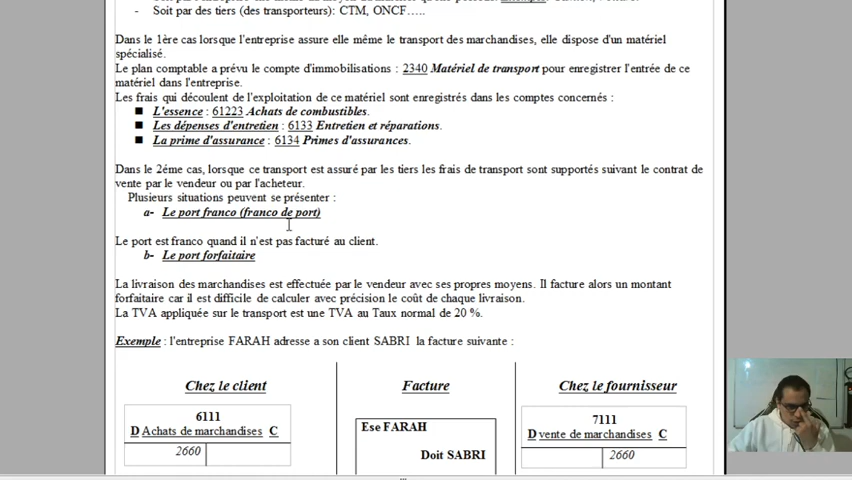 - Soit par des tiers (des transporteurs): CTM, ONCF…..
Dans le 1ère cas lorsque l'entreprise assure elle même le transport des marchandises, elle dispose d'un matériel
spécialisé.
Le plan comptable a prévu le compte d'immobilisations : 2340 Matériel de transport pour enregistrer l'entrée de ce
matériel dans l'entreprise.
Les frais qui découlent de l'exploitation de ce matériel sont enregistrés dans les comptes concernés :
■ L'essence : 61223 Achats de combustibles.
■ Les dépenses d'entretien : 6133 Entretien et réparations.
■ La prime d'assurance : 6134 Primes d'assurances.
Dans le 2éme cas, lorsque ce transport est assuré par les tiers les frais de transport sont supportés suivant le contrat de
vente par le vendeur ou par l'acheteur.
Plusieurs situations peuvent se présenter :
a- Le port franco (franco de port)
Le port est franco quand il n'est pas facturé au client.
b- Le port forfaitaire
La livraison des marchandises est effectuée par le vendeur avec ses propres moyens. Il facture alors un montant
forfaitaire car il est difficile de calculer avec précision le coût de chaque livraison.
La TVA appliquée sur le transport est une TVA au Taux normal de 20 %.
Exemple : l'entreprise FARAH adresse a son client SABRI la facture suivante :
Chez le client
6111
D Achats de marchandises C
2660
Facture
Ese FARAH
Doit SABRI
Chez le fournisseur
7111
D vente de marchandises C
2660